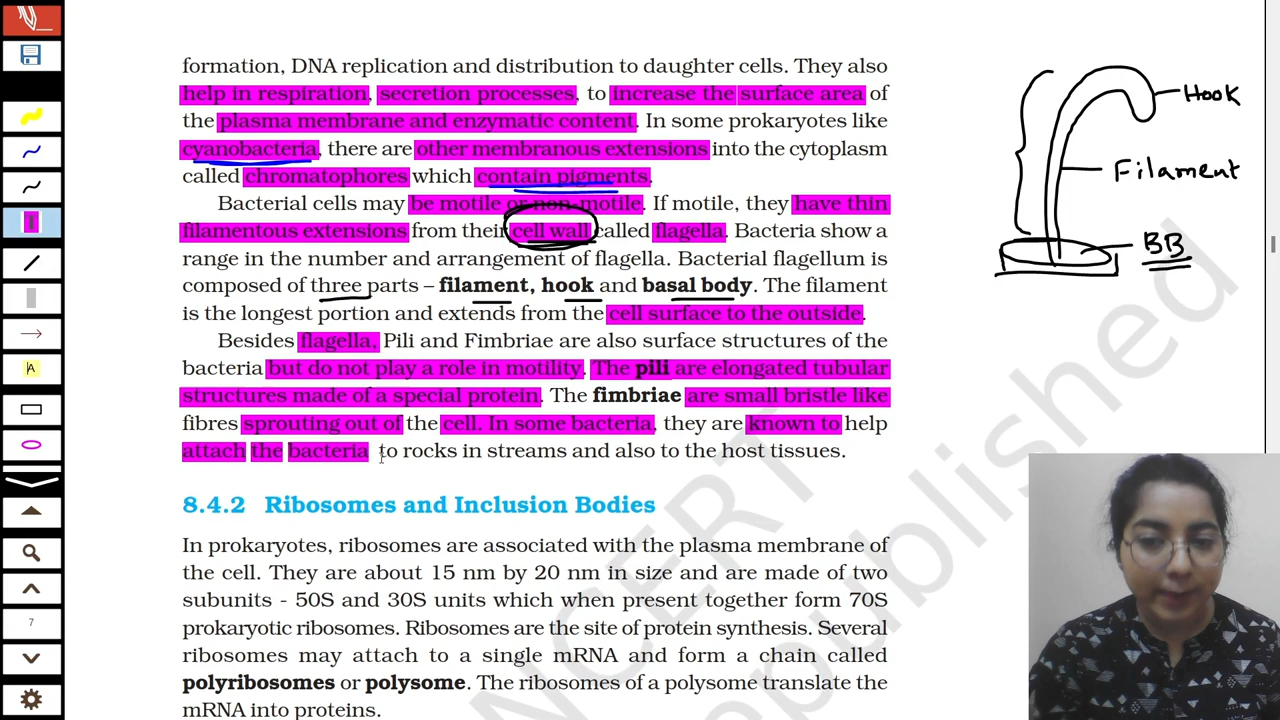 formation, DNA replication and distribution to daughter cells. They also
help in respiration, secretion processes, to increase the surface area of
the plasma membrane and enzymatic content. In some prokaryotes like
cyanobacteria, there are other membranous extensions into the cytoplasm
called chromatophores which contain pigments.
Bacterial cells may be motile or non-motile. If motile, they have thin
filamentous extensions from their cell wall called flagella. Bacteria show a
range in the number and arrangement of flagella. Bacterial flagellum is
composed of three parts – filament, hook and basal body. The filament
is the longest portion and extends from the cell surface to the outside.
Besides flagella, Pili and Fimbriae are also surface structures of the
bacteria but do not play a role in motility. The pili are elongated tubular
structures made of a special protein. The fimbriae are small bristle like
fibres sprouting out of the cell. In some bacteria, they are known to help
attach the bacteria to rocks in streams and also to the host tissues.
8.4.2 Ribosomes and Inclusion Bodies
In prokaryotes, ribosomes are associated with the plasma membrane of
the cell. They are about 15 nm by 20 nm in size and are made of two
subunits - 50S and 30S units which when present together form 70S
prokaryotic ribosomes. Ribosomes are the site of protein synthesis. Several
ribosomes may attach to a single mRNA and form a chain called
polyribosomes or polysome. The ribosomes of a polysome translate the
mRNA into proteins.
Hook
Filament
BB
NCERT
republished
A
7